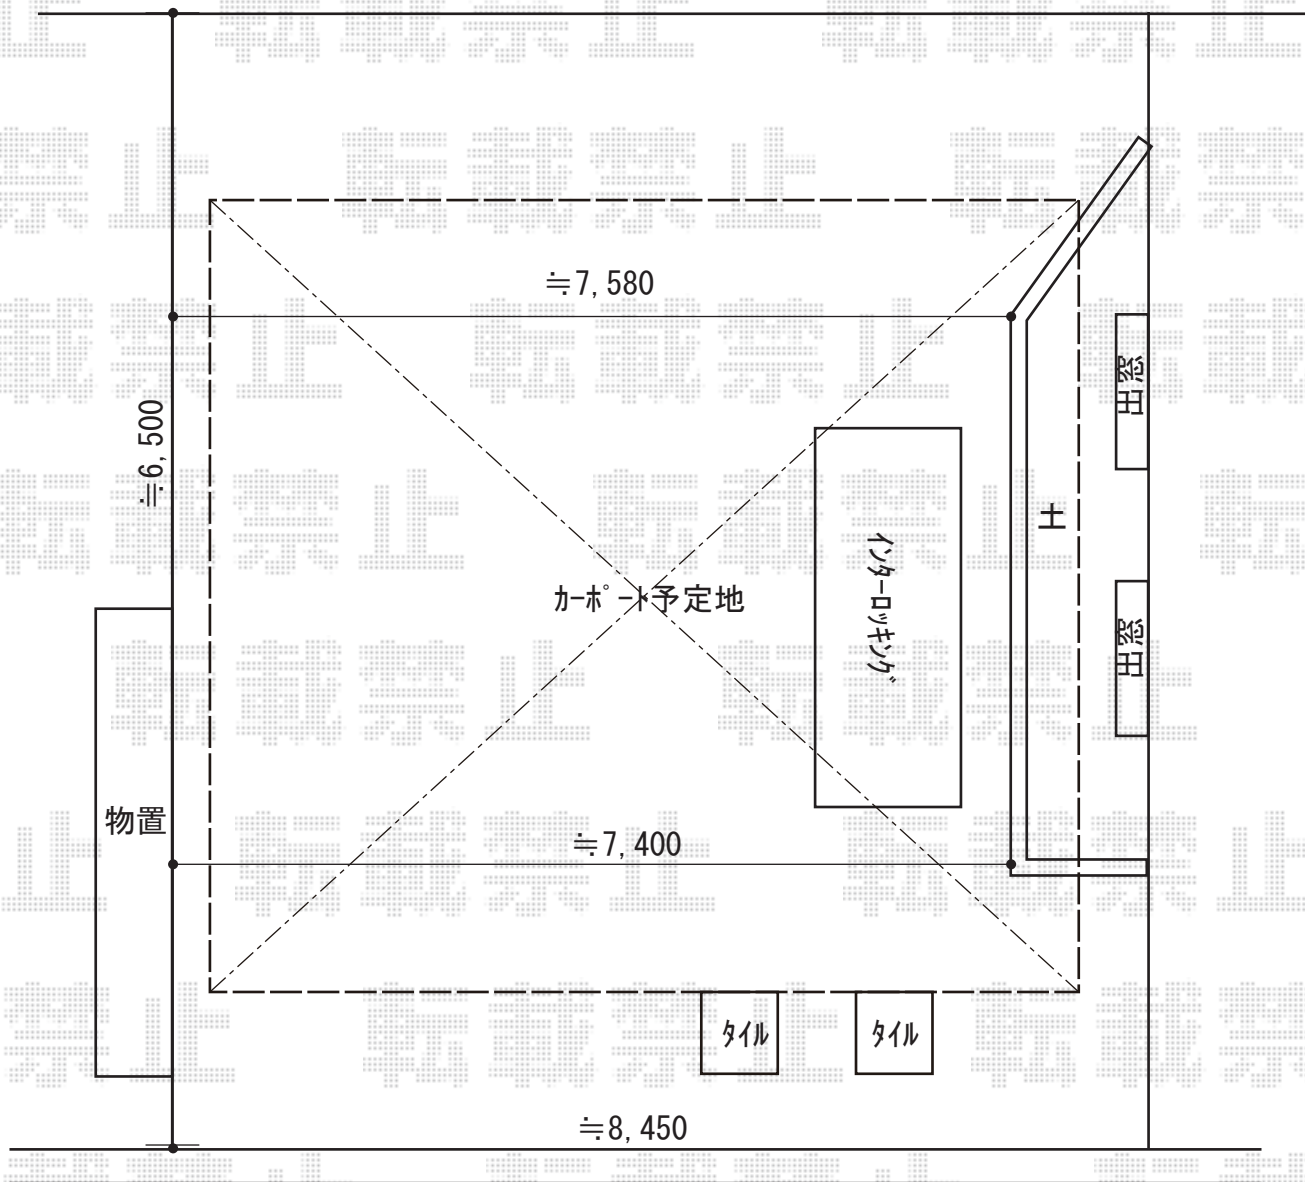 ≒7,580
≒6,500
出窓
土
インターロッキング
カーポート予定地
出窓
物置
≒7,400
タイル
タイル
≒8,450
転載禁止